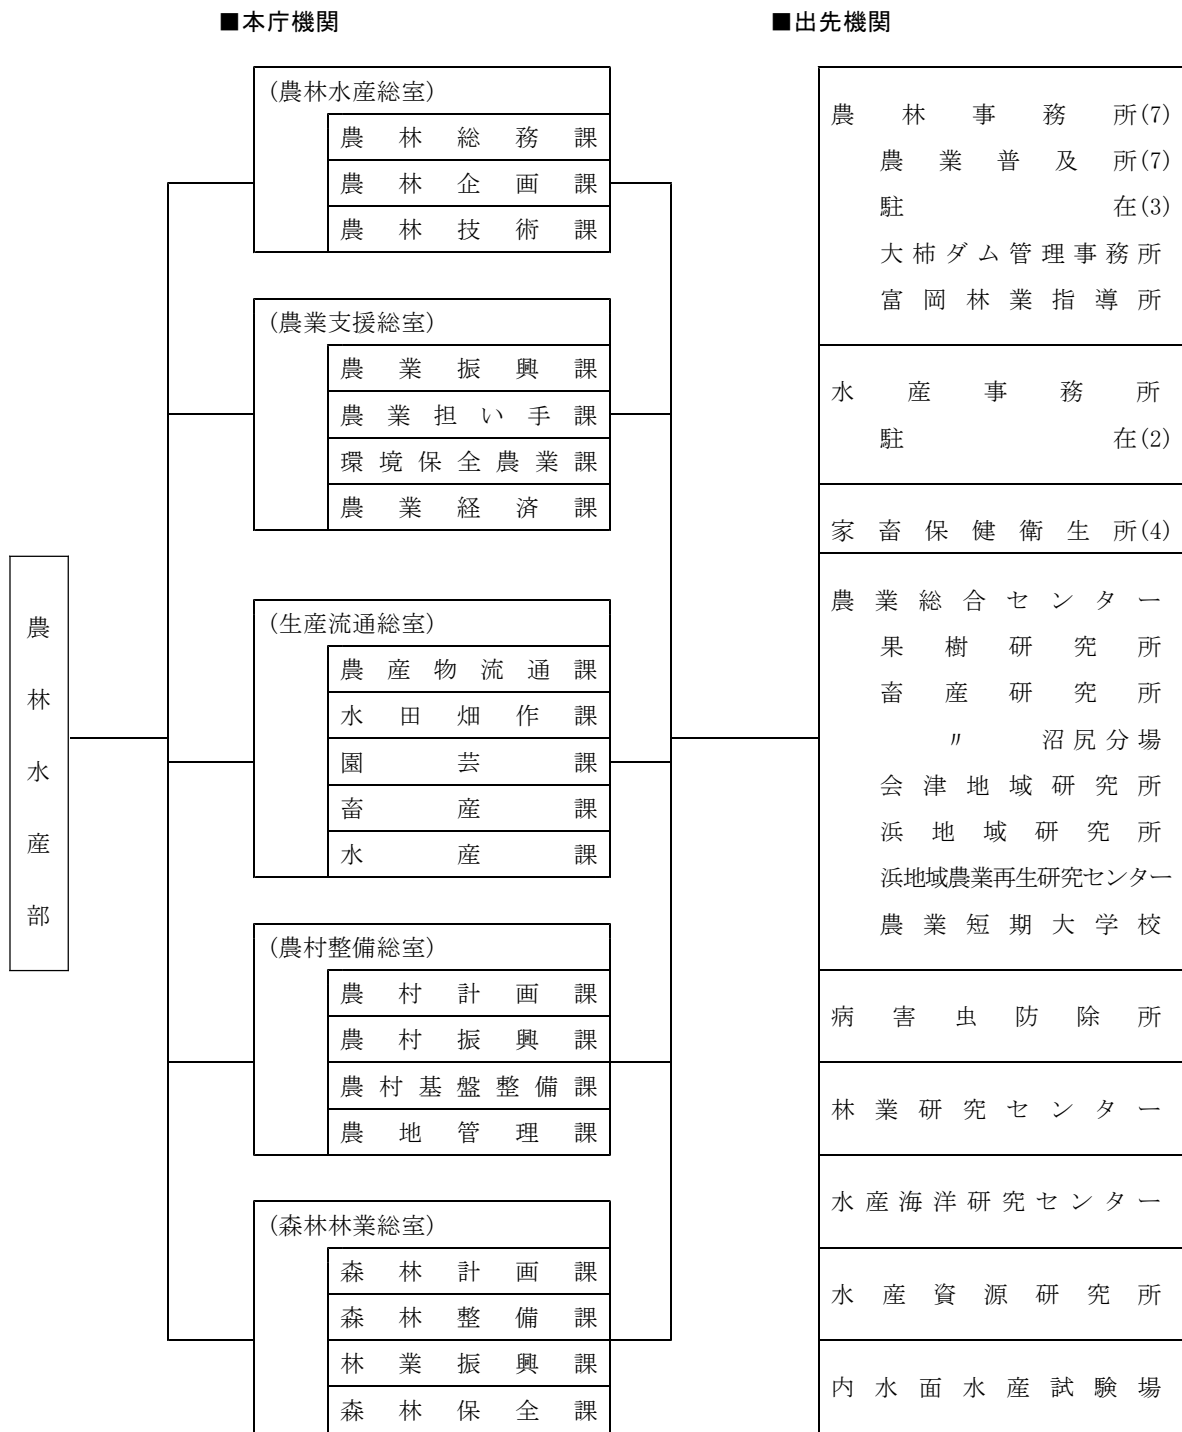 ■本庁機関
■出先機関
農林水産部
(農林水産総室)
農林総務課
農林企画課
農林技術課
(農業支援総室)
農業振興課
農業担い手課
環境保全農業課
農業経済課
(生産流通総室)
農産物流通課
水田畑作課
園芸課
畜産課
水産課
(農村整備総室)
農村計画課
農村振興課
農村基盤整備課
農地管理課
(森林林業総室)
森林計画課
森林整備課
林業振興課
森林保全課
農林事務所(7)
農業普及所(7)
駐在(3)
大柿ダム管理事務所
富岡林業指導所
水産事務所
駐在(2)
家畜保健衛生所(4)
農業総合センター
果樹研究所
畜産研究所
〃 沼尻分場
会津地域研究所
浜地域研究所
浜地域農業再生研究センター
農業短期大学校
病害虫防除所
林業研究センター
水産海洋研究センター
水産資源研究所
内水面水産試験場